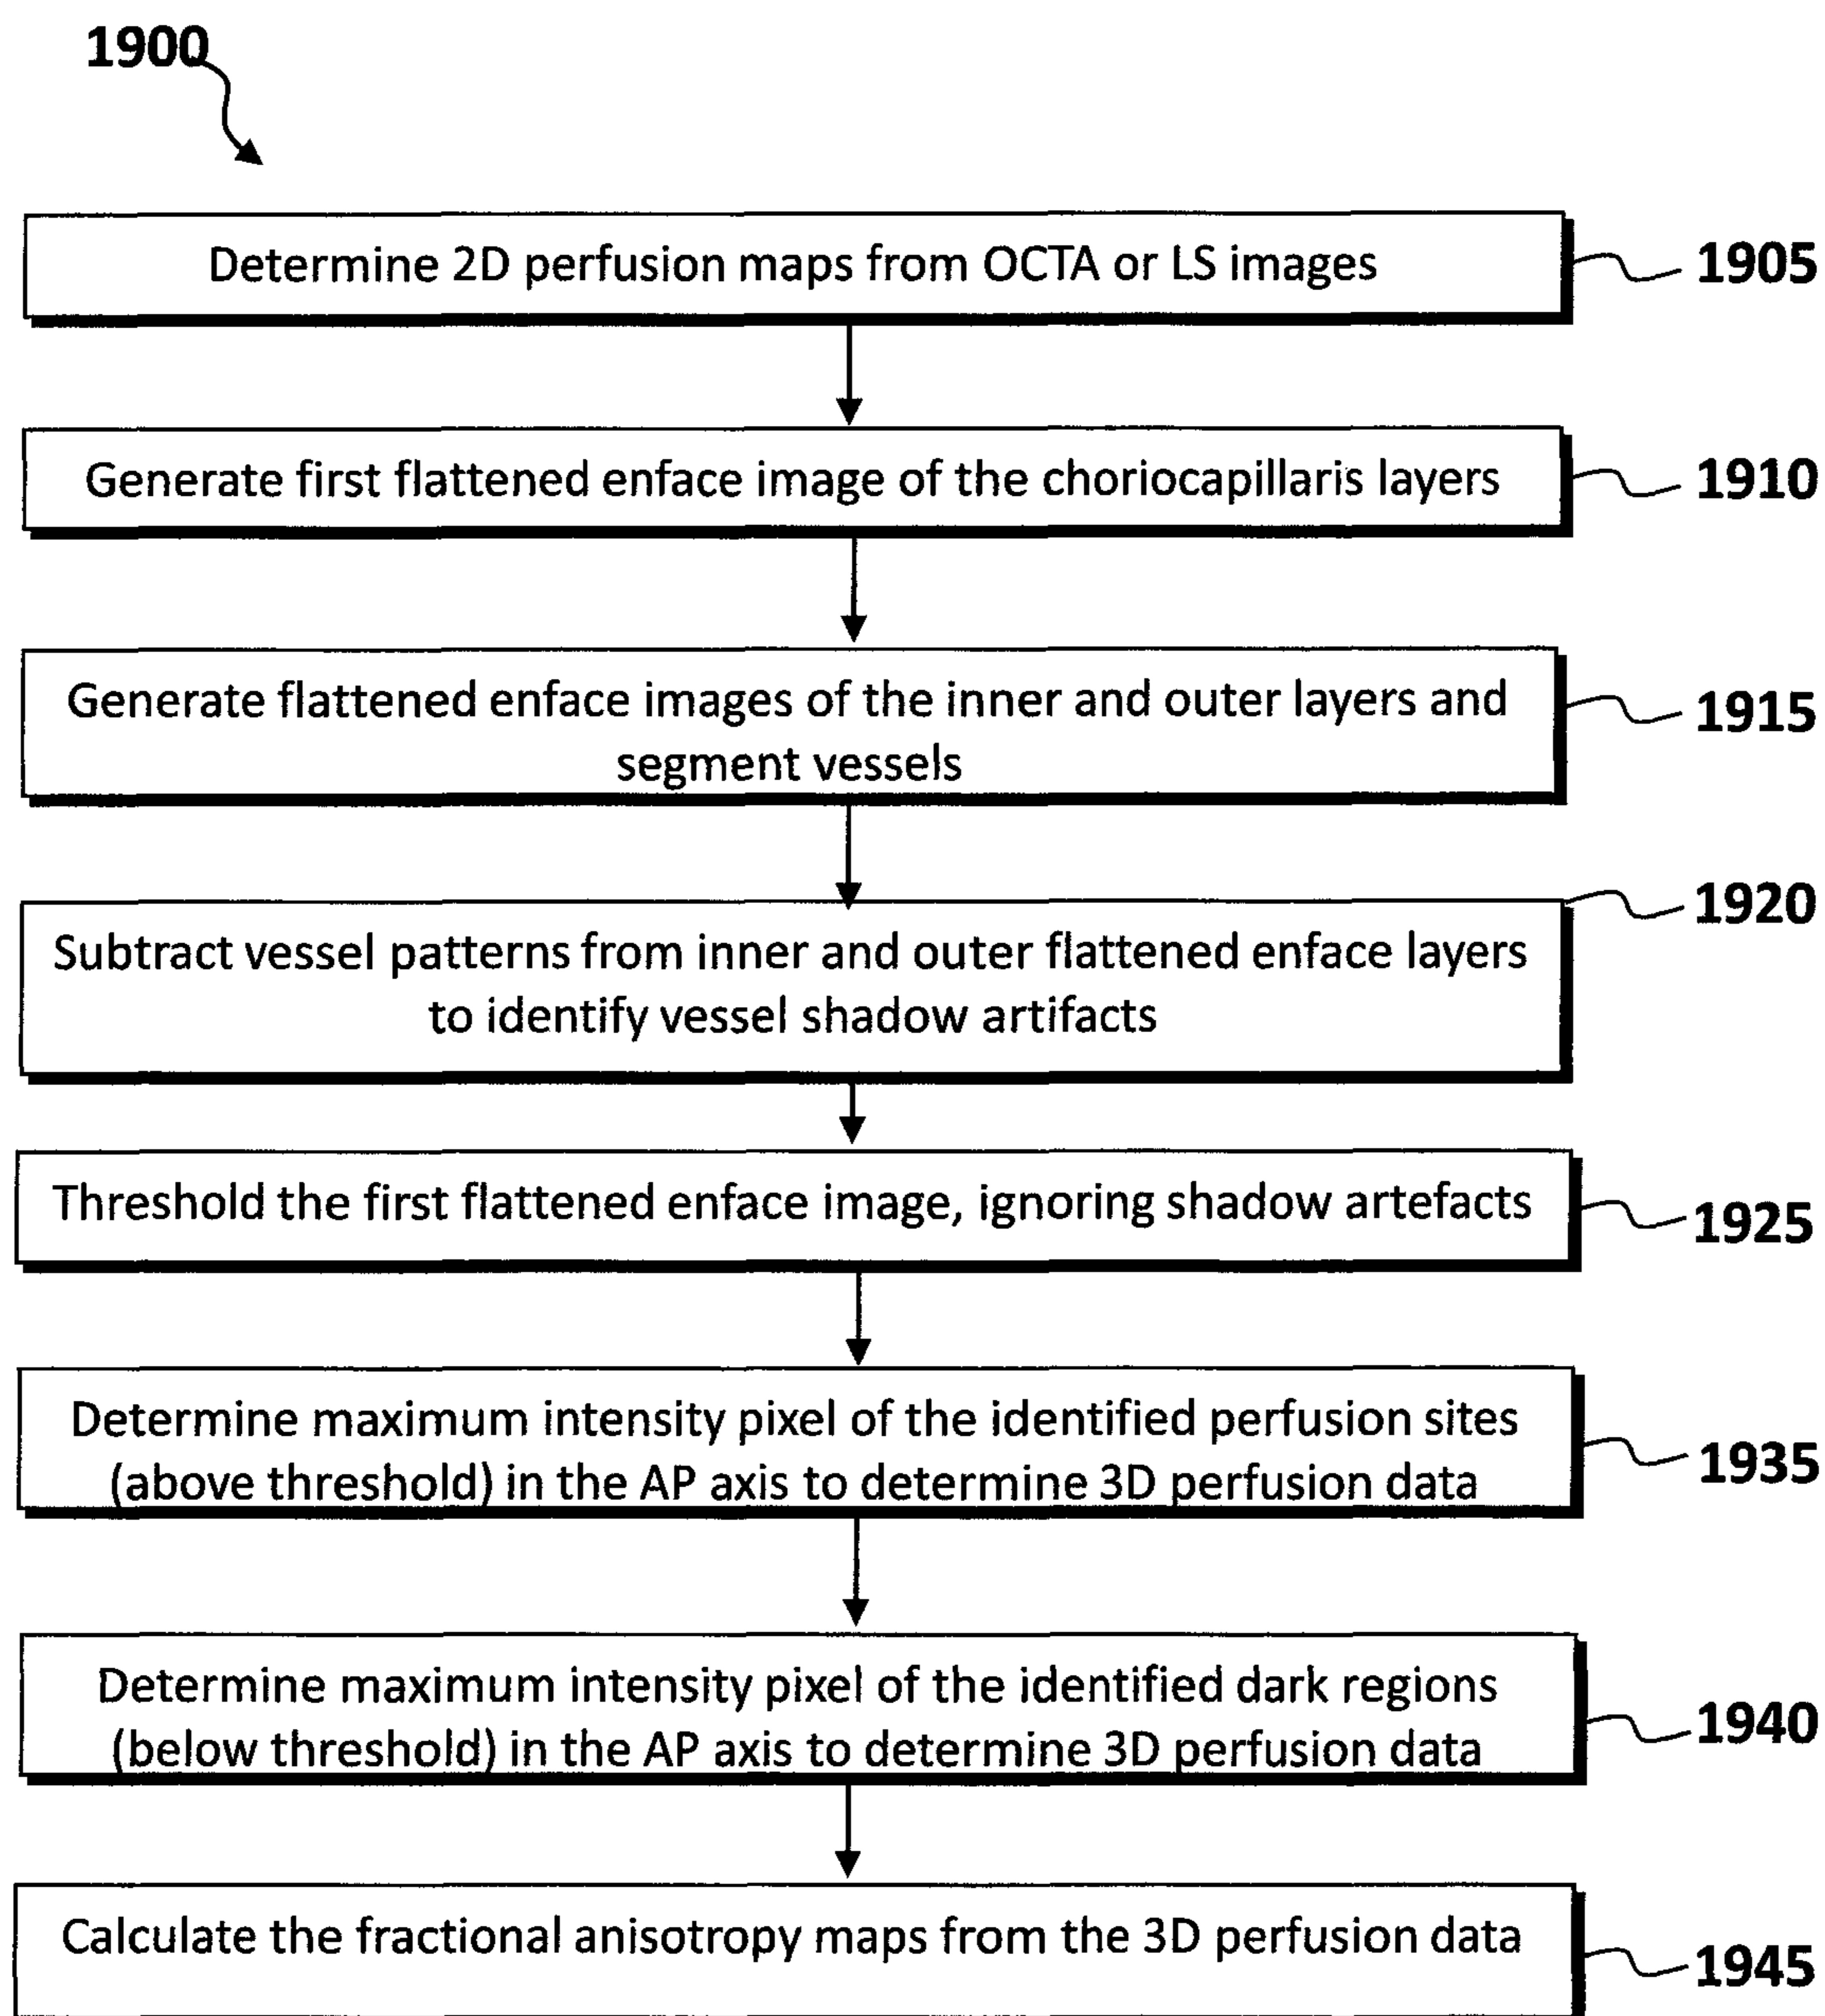 1900
Determine 2D perfusion maps from OCTA or LS images
1905
Generate first flattened enface image of the choriocapillaris layers
1910
Generate flattened enface images of the inner and outer layers and
segment vessels
1915
1920
Subtract vessel patterns from inner and outer flattened enface layers
to identify vessel shadow artifacts
Threshold the first flattened enface image, ignoring shadow artefacts
1925
Determine maximum intensity pixel of the identified perfusion sites
(above threshold) in the AP axis to determine 3D perfusion data
1935
Determine maximum intensity pixel of the identified dark regions
(below threshold) in the AP axis to determine 3D perfusion data
1940
Calculate the fractional anisotropy maps from the 3D perfusion data
1945